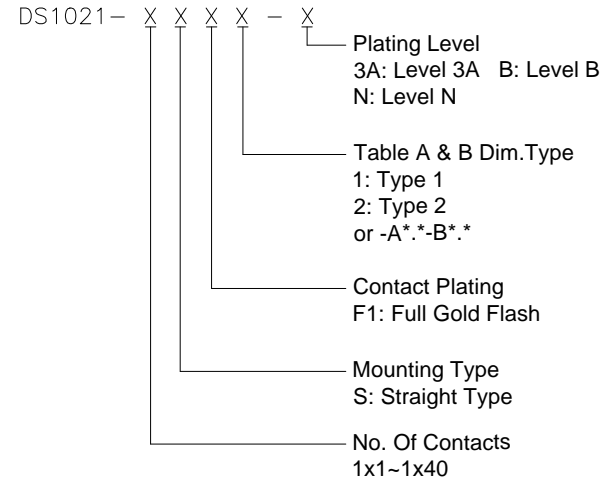 DS1021- X X X X - X
Plating Level
3A: Level 3A B: Level B
N: Level N
Table A & B Dim.Type
1: Type 1
2: Type 2
or -A*.*-B*.*
Contact Plating
F1: Full Gold Flash
Mounting Type
S: Straight Type
No. Of Contacts
1x1~1x40